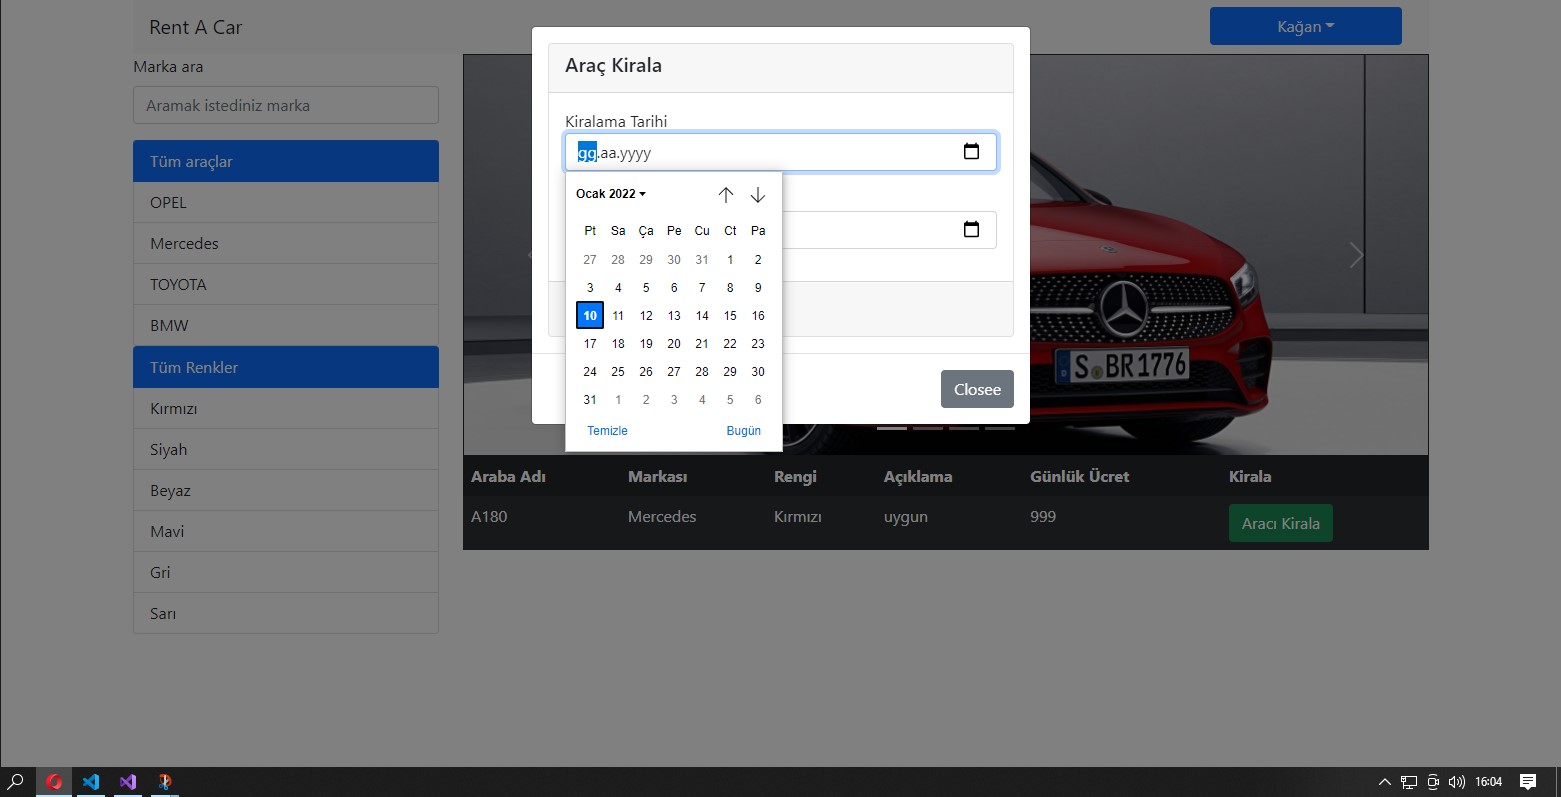 Rent A Car
Kağan
Marka ara
Aramak istediniz marka
Tüm araçlar
OPEL
Mercedes
TOYOTA
BMW
Tüm Renkler
Kırmızı
Siyah
Beyaz
Mavi
Gri
Sarı
Araç Kirala
Kiralama Tarihi
gg.aa.yyyy
Ocak 2022
Pt Sa Ça Pe Cu Ct Pa
27 28 29 30 31 1 2
3 4 5 6 7 8 9
10 11 12 13 14 15 16
17 18 19 20 21 22 23
24 25 26 27 28 29 30
31 1 2 3 4 5 6
Temizle Bugün
Closee
S BR 1776
Araba Adı Markası Rengi Açıklama Günlük Ücret Kirala
A180 Mercedes Kırmızı uygun 999 Aracı Kirala
16:04